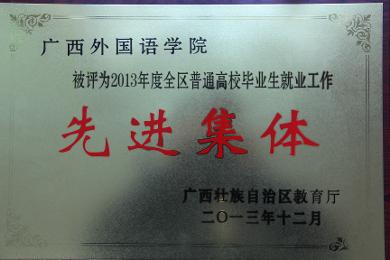 广西外国语学院
被评为2013年度全区普通高校毕业生就业工作
先进集体
广西壮族自治区教育厅
二〇一三年十二月